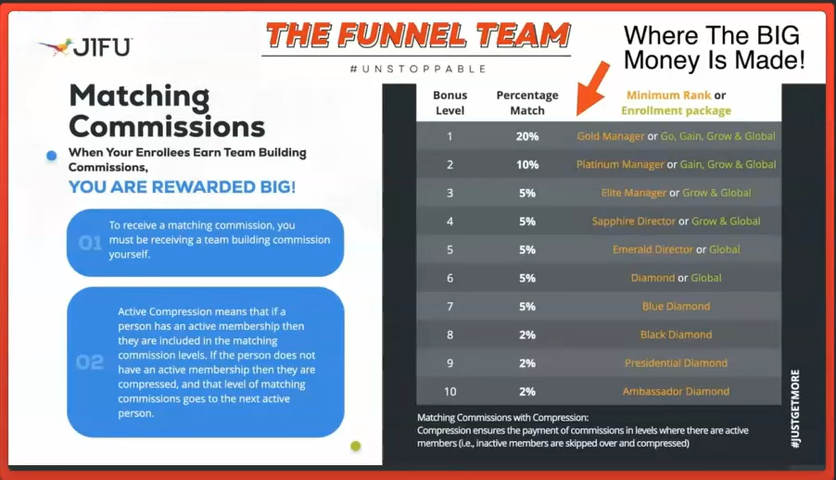 JIFU
THE FUNNEL TEAM
#UNSTOPPABLE
Where The BIG
Money Is Made!
Matching
Commissions
When Your Enrollees Earn Team Building
Commissions,
YOU ARE REWARDED BIG!
01
To receive a matching commission, you
must be receiving a team building commission
yourself.
02
Active Compression means that if a
person has an active membership then
they are included in the matching
commission levels. If the person does not
have an active membership then they are
compressed, and that level of matching
commissions goes to the next active
person.
Bonus Level Percentage Match Minimum Rank or Enrollment package
1 20% Gold Manager or Go, Gain, Grow & Global
2 10% Platinum Manager or Gain, Grow & Global
3 5% Elite Manager or Grow & Global
4 5% Sapphire Director or Grow & Global
5 5% Emerald Director or Global
6 5% Diamond or Global
7 5% Blue Diamond
8 2% Black Diamond
9 2% Presidential Diamond
10 2% Ambassador Diamond
Matching Commissions with Compression:
Compression ensures the payment of commissions in levels where there are active
members (i.e., inactive members are skipped over and compressed)
#JUSTGETMORE